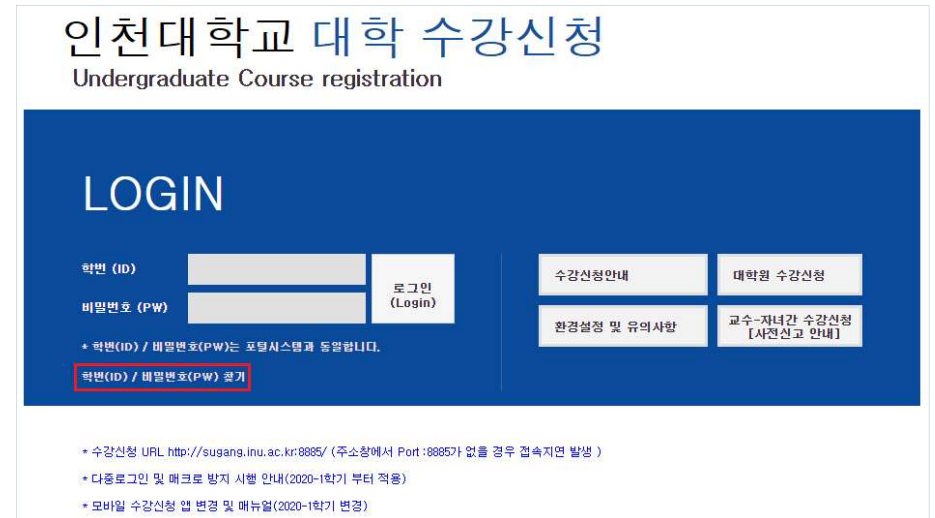 인천대학교 대학 수강신청
Undergraduate Course registration
LOGIN
학번 (ID)
비밀번호 (PW)
로그인
(Login)
* 학번(ID) / 비밀번호(PW)는 포털시스템과 동일합니다.
학번(ID) / 비밀번호(PW) 찾기
수강신청안내
대학원 수강신청
환경설정 및 유의사항
교수-자녀간 수강신청
[사전신고 안내]
* 수강신청 URL http://sugang.inu.ac.kr:8885/ (주소창에서 Port :8885가 없을 경우 접속지연 발생 )
* 다중로그인 및 매크로 방지 시행 안내(2020-1학기 부터 적용)
* 모바일 수강신청 앱 변경 및 매뉴얼(2020-1학기 변경)